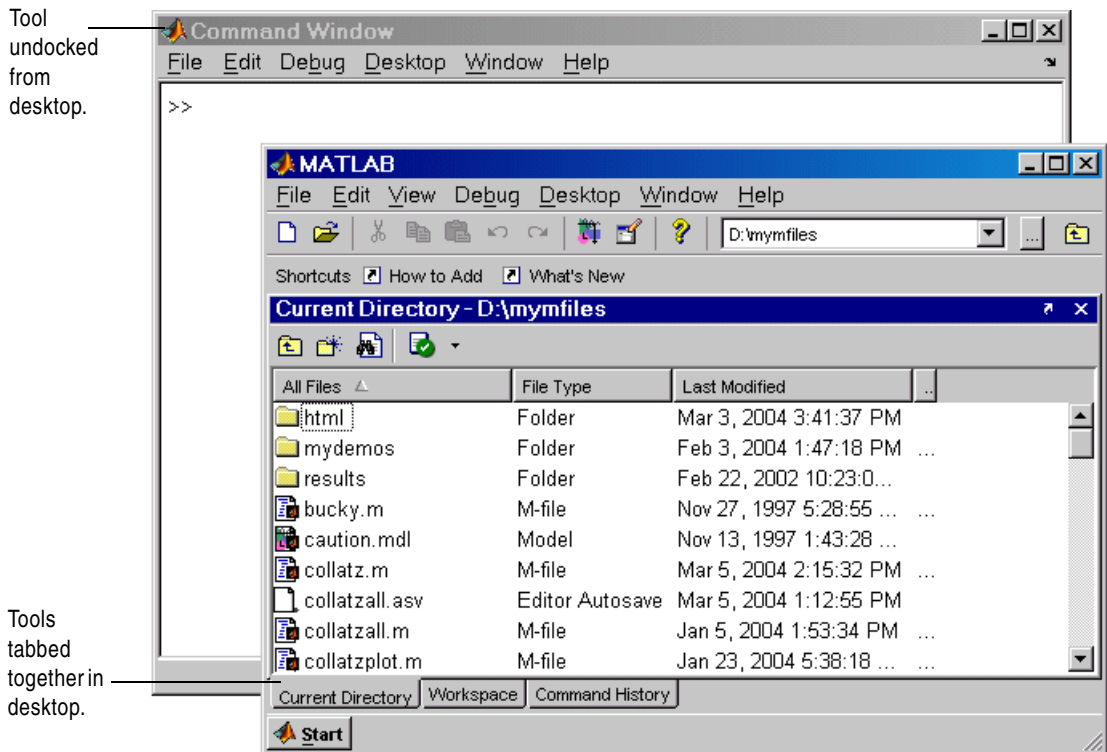 Tool
undocked
from
desktop.
Command Window
File Edit Debug Desktop Window Help
>>
MATLAB
File Edit View Debug Desktop Window Help
D:\mymfiles ...
Shortcuts How to Add What's New
Current Directory - D:\mymfiles
All Files File Type Last Modified ..
html Folder Mar 3, 2004 3:41:37 PM
mydemos Folder Feb 3, 2004 1:47:18 PM ...
results Folder Feb 22, 2002 10:23:0...
bucky.m M-file Nov 27, 1997 5:28:55 ... ...
caution.mdl Model Nov 13, 1997 1:43:28 ...
collatz.m M-file Mar 5, 2004 2:15:32 PM ...
collatzall.asv Editor Autosave Mar 5, 2004 1:12:55 PM
collatzall.m M-file Jan 5, 2004 1:53:34 PM ...
collatzplot.m M-file Jan 23, 2004 5:38:18 ... ...
Tools
tabbed
together in
desktop.
Current Directory Workspace Command History
Start